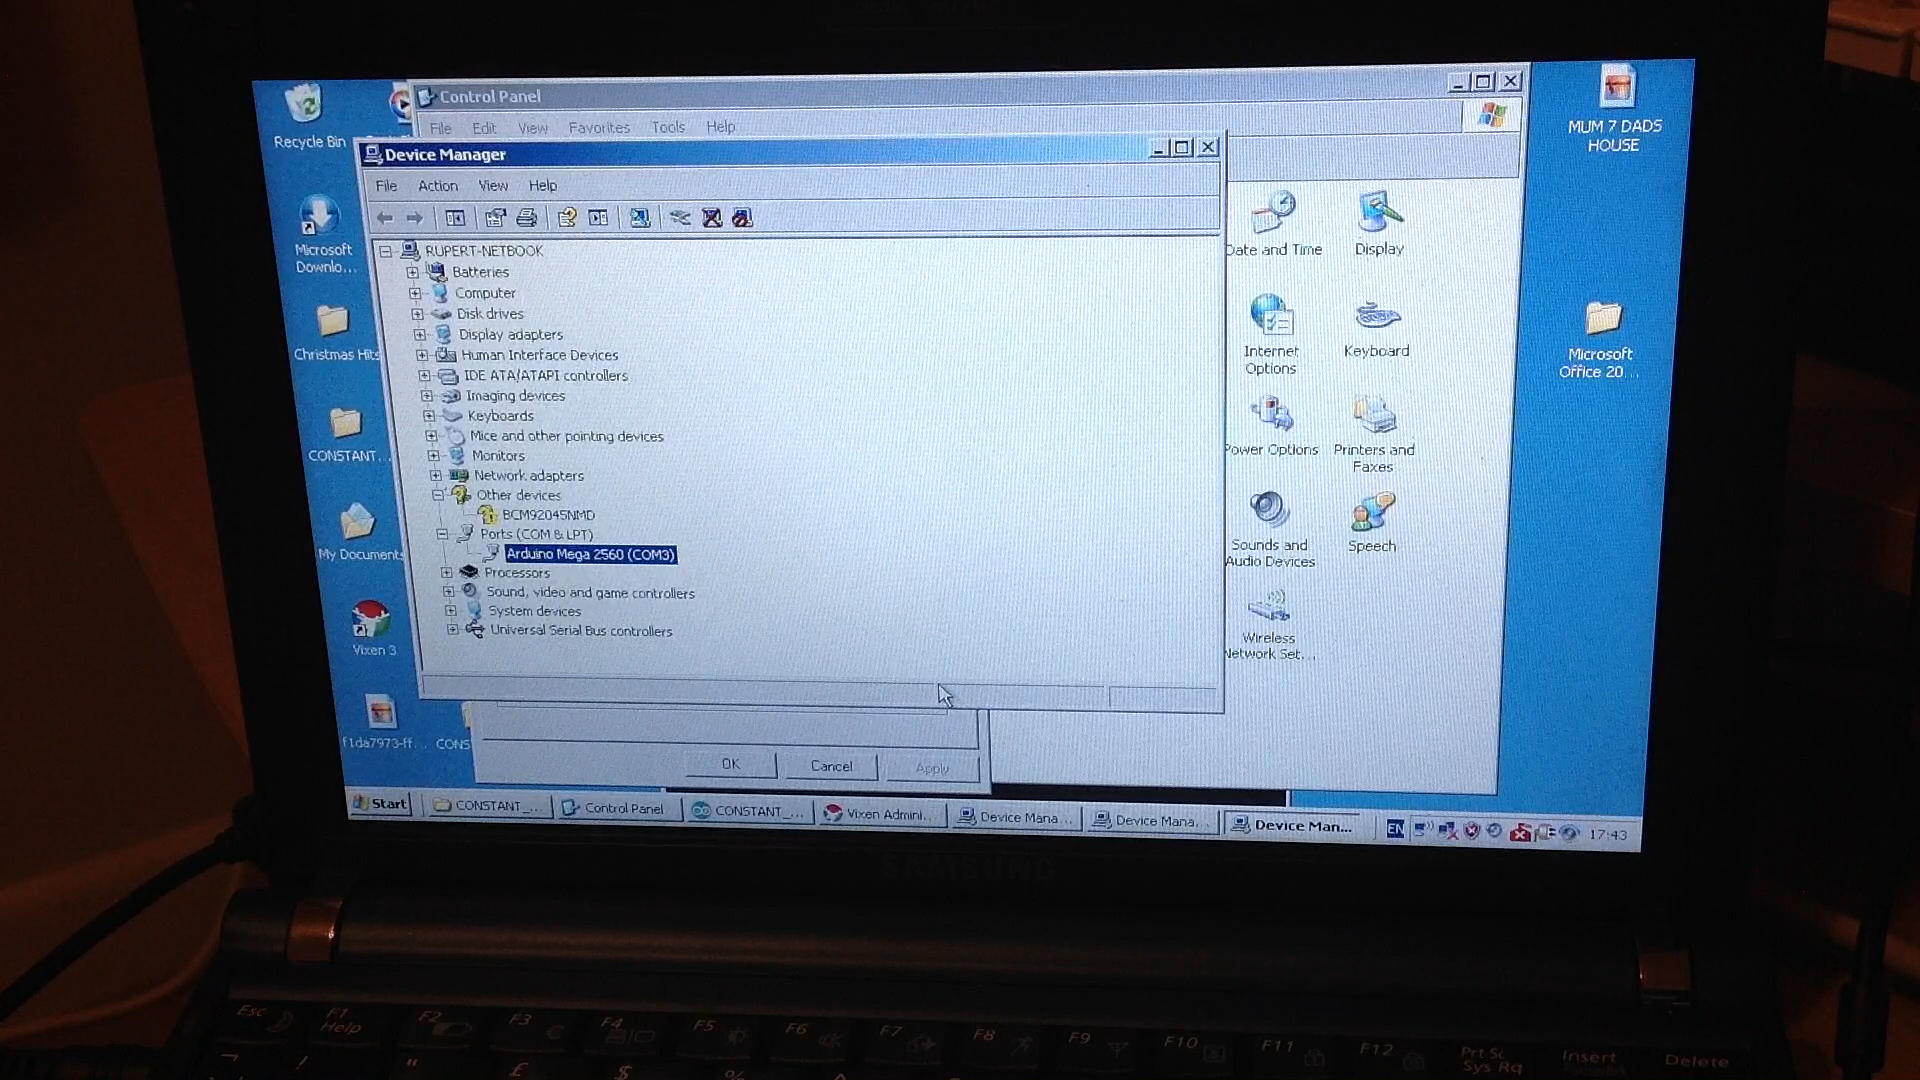 Recycle Bin
Microsoft
Downlo...
Christmas Hits
CONSTANT...
My Documents
Vixen 3
f1da7973-ff...
CONS
Control Panel
File Edit View Favorites Tools Help
Device Manager
File Action View Help
RUPERT-NETBOOK
Batteries
Computer
Disk drives
Display adapters
Human Interface Devices
IDE ATA/ATAPI controllers
Imaging devices
Keyboards
Mice and other pointing devices
Monitors
Network adapters
Other devices
BCM92045NMD
Ports (COM & LPT)
Arduino Mega 2560 (COM3)
Processors
Sound, video and game controllers
System devices
Universal Serial Bus controllers
OK Cancel Apply
Date and Time
Display
Internet
Options
Keyboard
Power Options
Printers and
Faxes
Sounds and
Audio Devices
Speech
Wireless
Network Set...
MUM 7 DADS
HOUSE
Microsoft
Office 20...
Start CONSTANT_... Control Panel CONSTANT_... Vixen Admini... Device Mana... Device Mana... Device Man... EN 17:43
SAMSUNG
Esc F1 F2 F3 F4 F5 F6 F7 F8 F9 F10 F11 F12 Prt Sc Insert Delete
Help Sys Rq
! " £ $ %